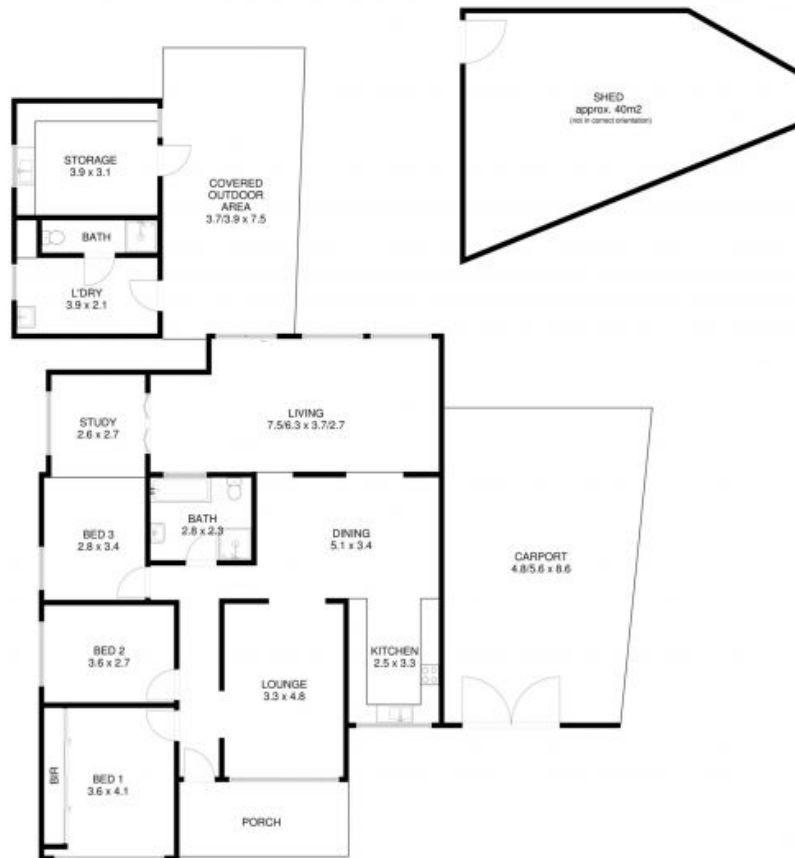 SHED
approx. 40m2
(not in correct orientation)
STORAGE
3.9 x 3.1
COVERED
OUTDOOR
AREA
3.7/3.9 x 7.5
BATH
L'DRY
3.9 x 2.1
LIVING
7.5/6.3 x 3.7/2.7
STUDY
2.6 x 2.7
BATH
2.8 x 2.3
BED 3
2.8 x 3.4
DINING
5.1 x 3.4
CARPORT
4.8/5.6 x 8.6
BED 2
3.6 x 2.7
KITCHEN
2.5 x 3.3
LOUNGE
3.3 x 4.8
BIR
BED 1
3.6 x 4.1
PORCH